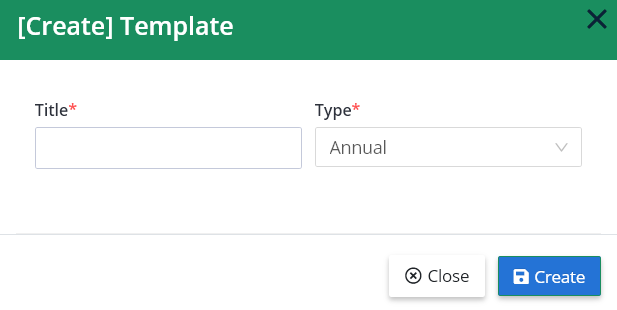 [Create] Template
Title* Type*
Annual
Close Create